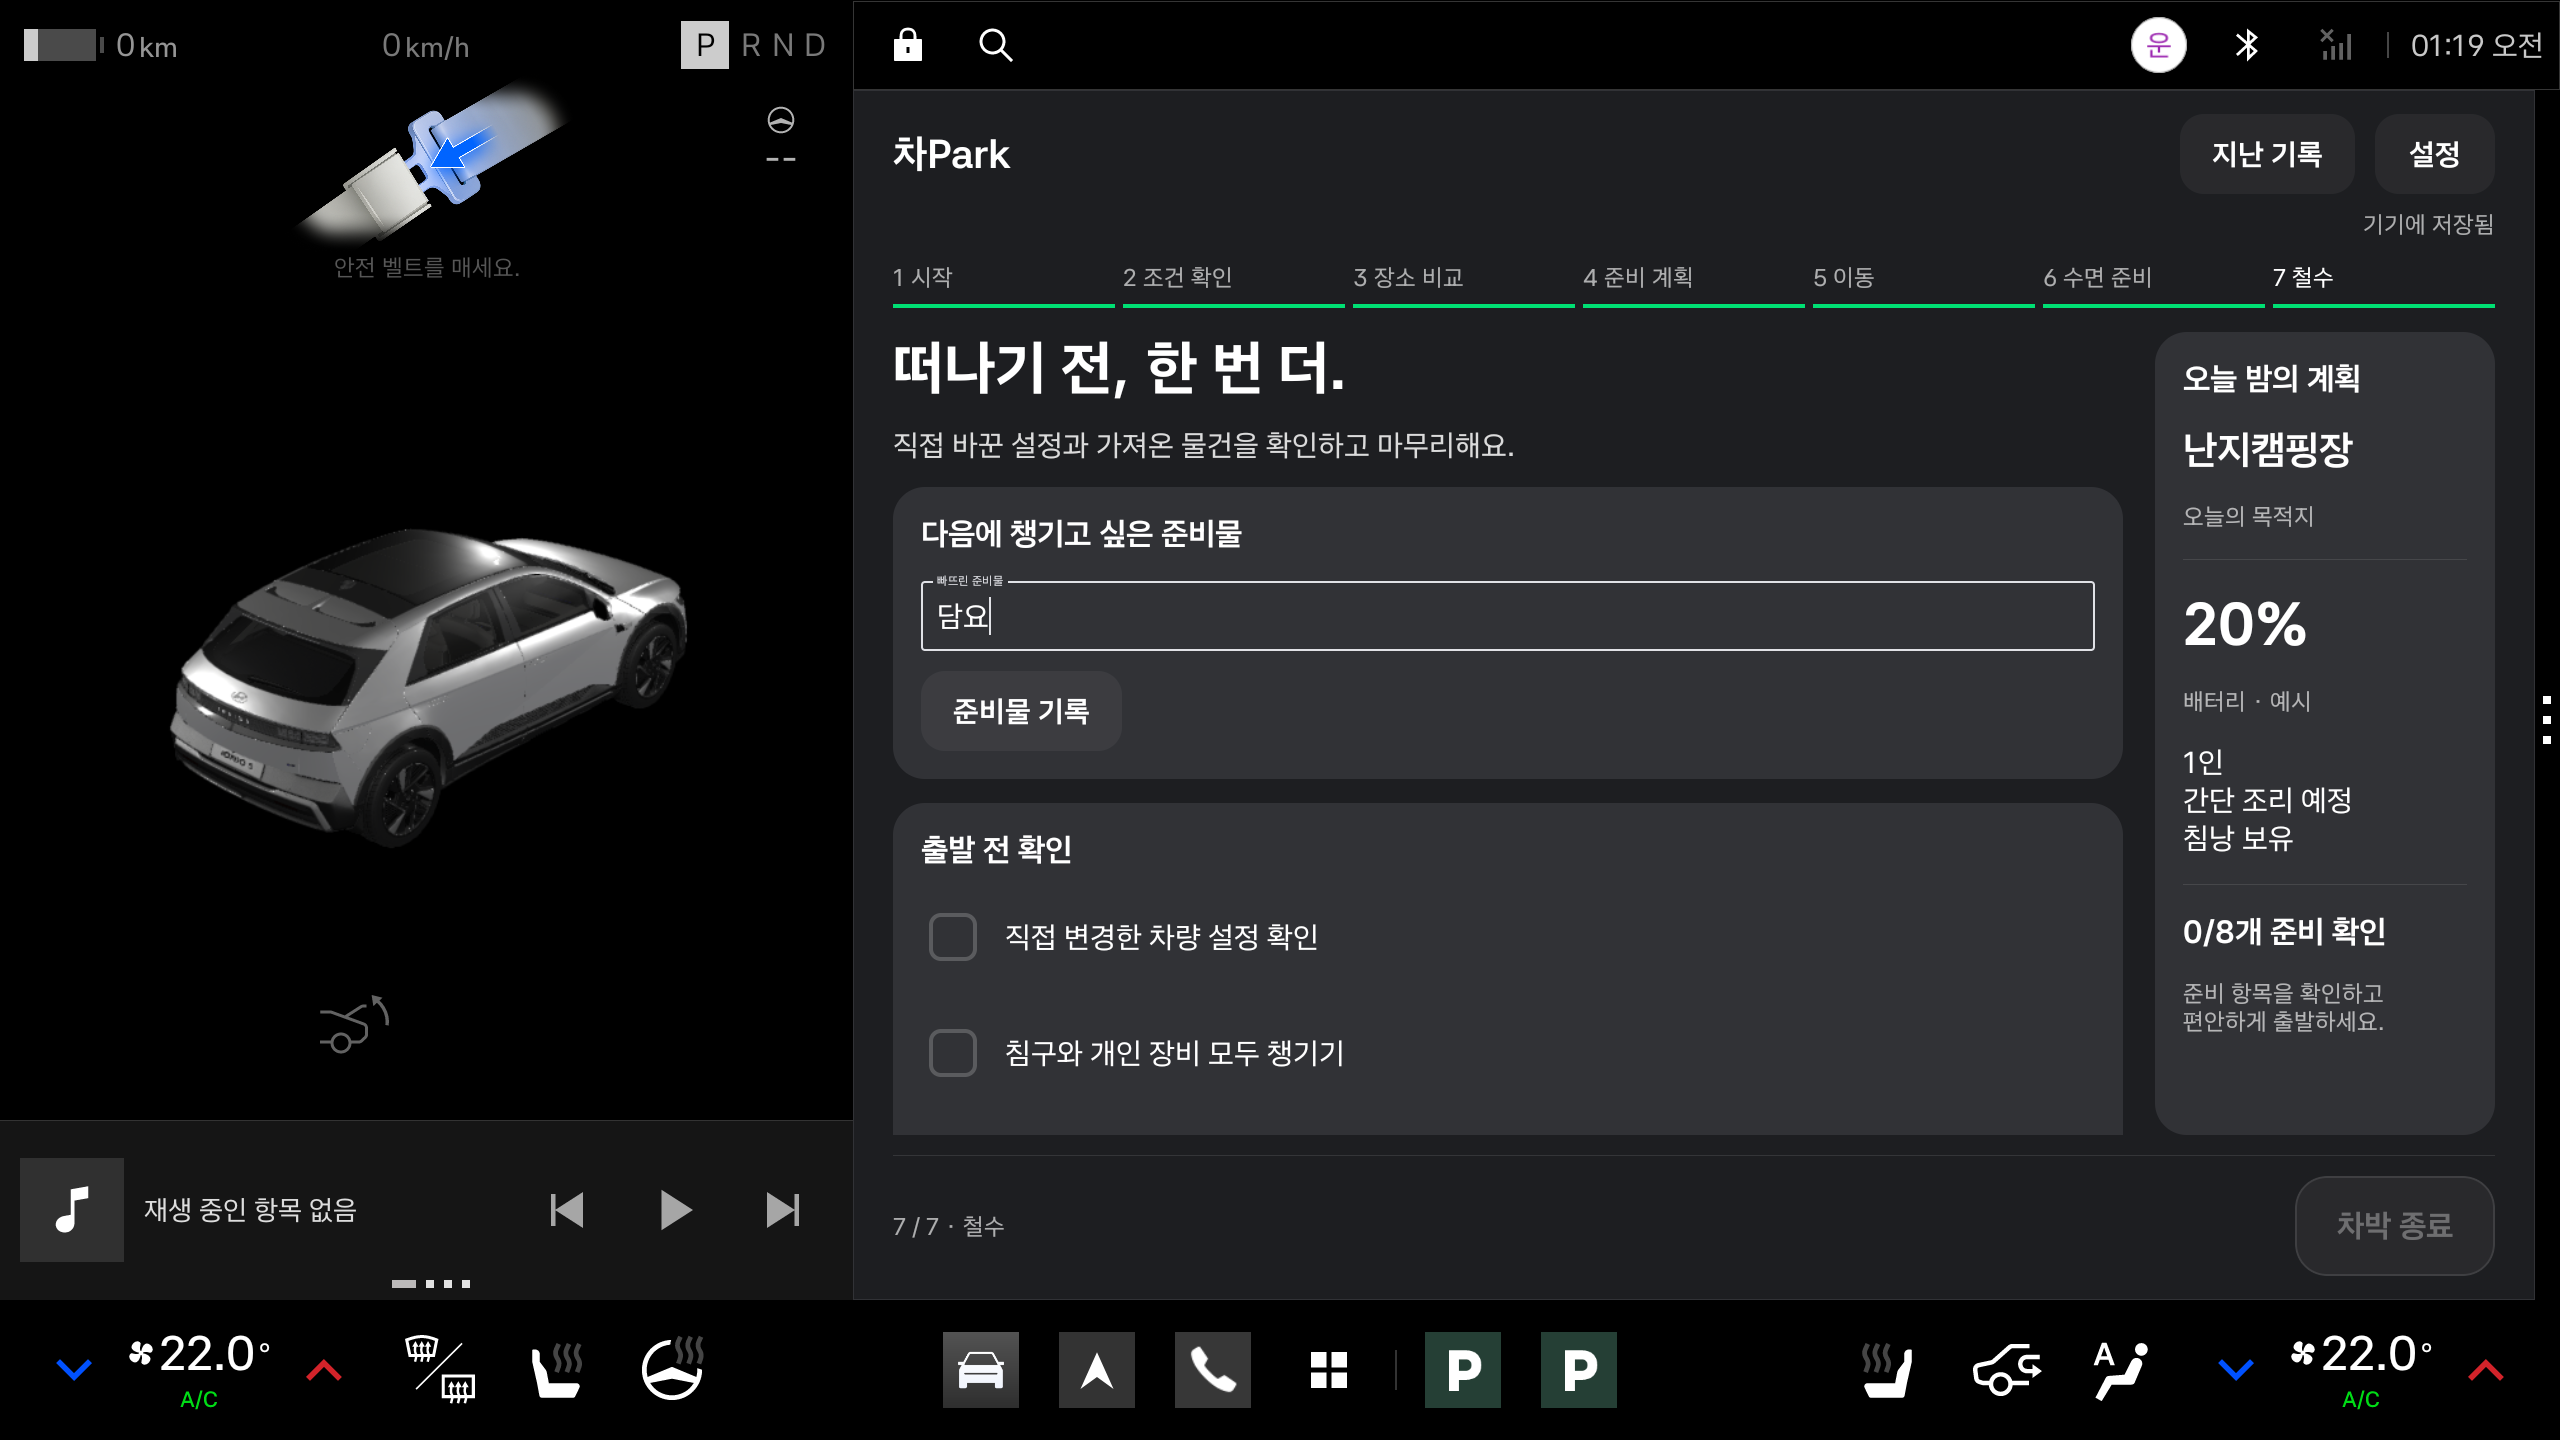 0 km
0 km/h
P R N D
--
안전 벨트를 매세요.
재생 중인 항목 없음
운
01:19 오전
차Park
지난 기록
설정
기기에 저장됨
1 시작
2 조건 확인
3 장소 비교
4 준비 계획
5 이동
6 수면 준비
7 철수
떠나기 전, 한 번 더.
직접 바꾼 설정과 가져온 물건을 확인하고 마무리해요.
다음에 챙기고 싶은 준비물
빠뜨린 준비물
담요
준비물 기록
출발 전 확인
직접 변경한 차량 설정 확인
침구와 개인 장비 모두 챙기기
오늘 밤의 계획
난지캠핑장
오늘의 목적지
20%
배터리 · 예시
1인
간단 조리 예정
침낭 보유
0/8개 준비 확인
준비 항목을 확인하고
편안하게 출발하세요.
7 / 7 · 철수
차박 종료
22.0°
A/C
P
P
A
22.0°
A/C